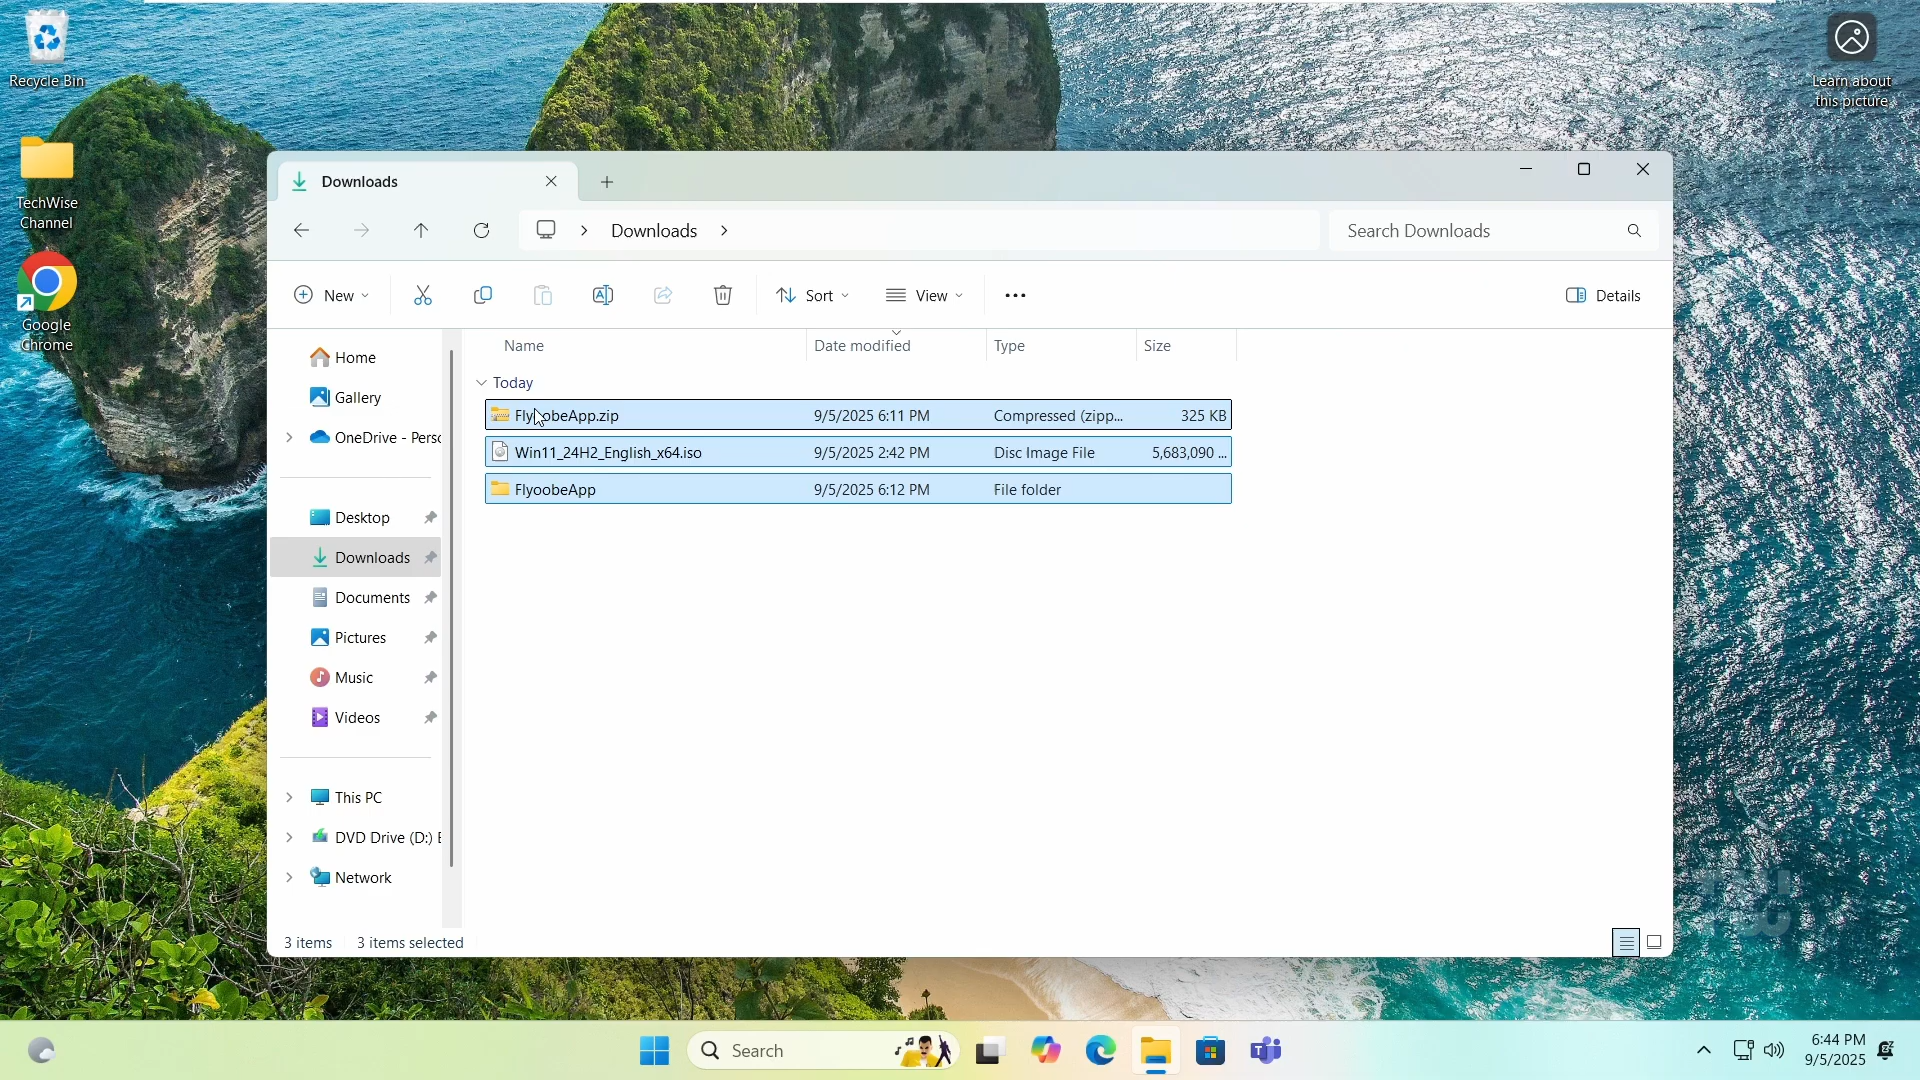 Recycle Bin
Learn about
this picture
TechWise
Channel
Google
Chrome
Downloads
Downloads
Search Downloads
New
Sort
View
Details
Name
Date modified
Type
Size
Today
FlyoobeApp.zip
9/5/2025 6:11 PM
Compressed (zipp...
325 KB
Win11_24H2_English_x64.iso
9/5/2025 2:42 PM
Disc Image File
5,683,090 ...
FlyoobeApp
9/5/2025 6:12 PM
File folder
Home
Gallery
OneDrive - Perso
Desktop
Downloads
Documents
Pictures
Music
Videos
This PC
DVD Drive (D:) E
Network
3 items
3 items selected
Search
6:44 PM
9/5/2025